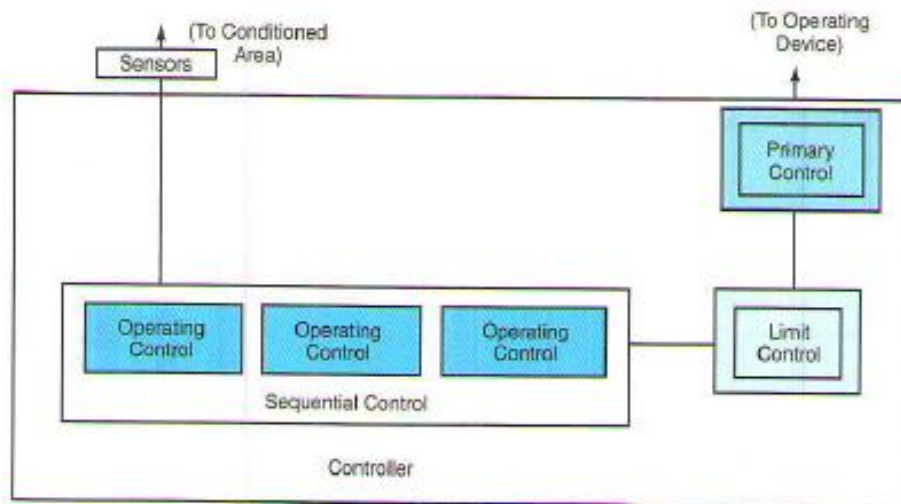 (To Conditioned
Area)
Sensors
(To Operating
Device)
Primary
Control
Operating
Control
Operating
Control
Operating
Control
Sequential Control
Limit
Control
Controller